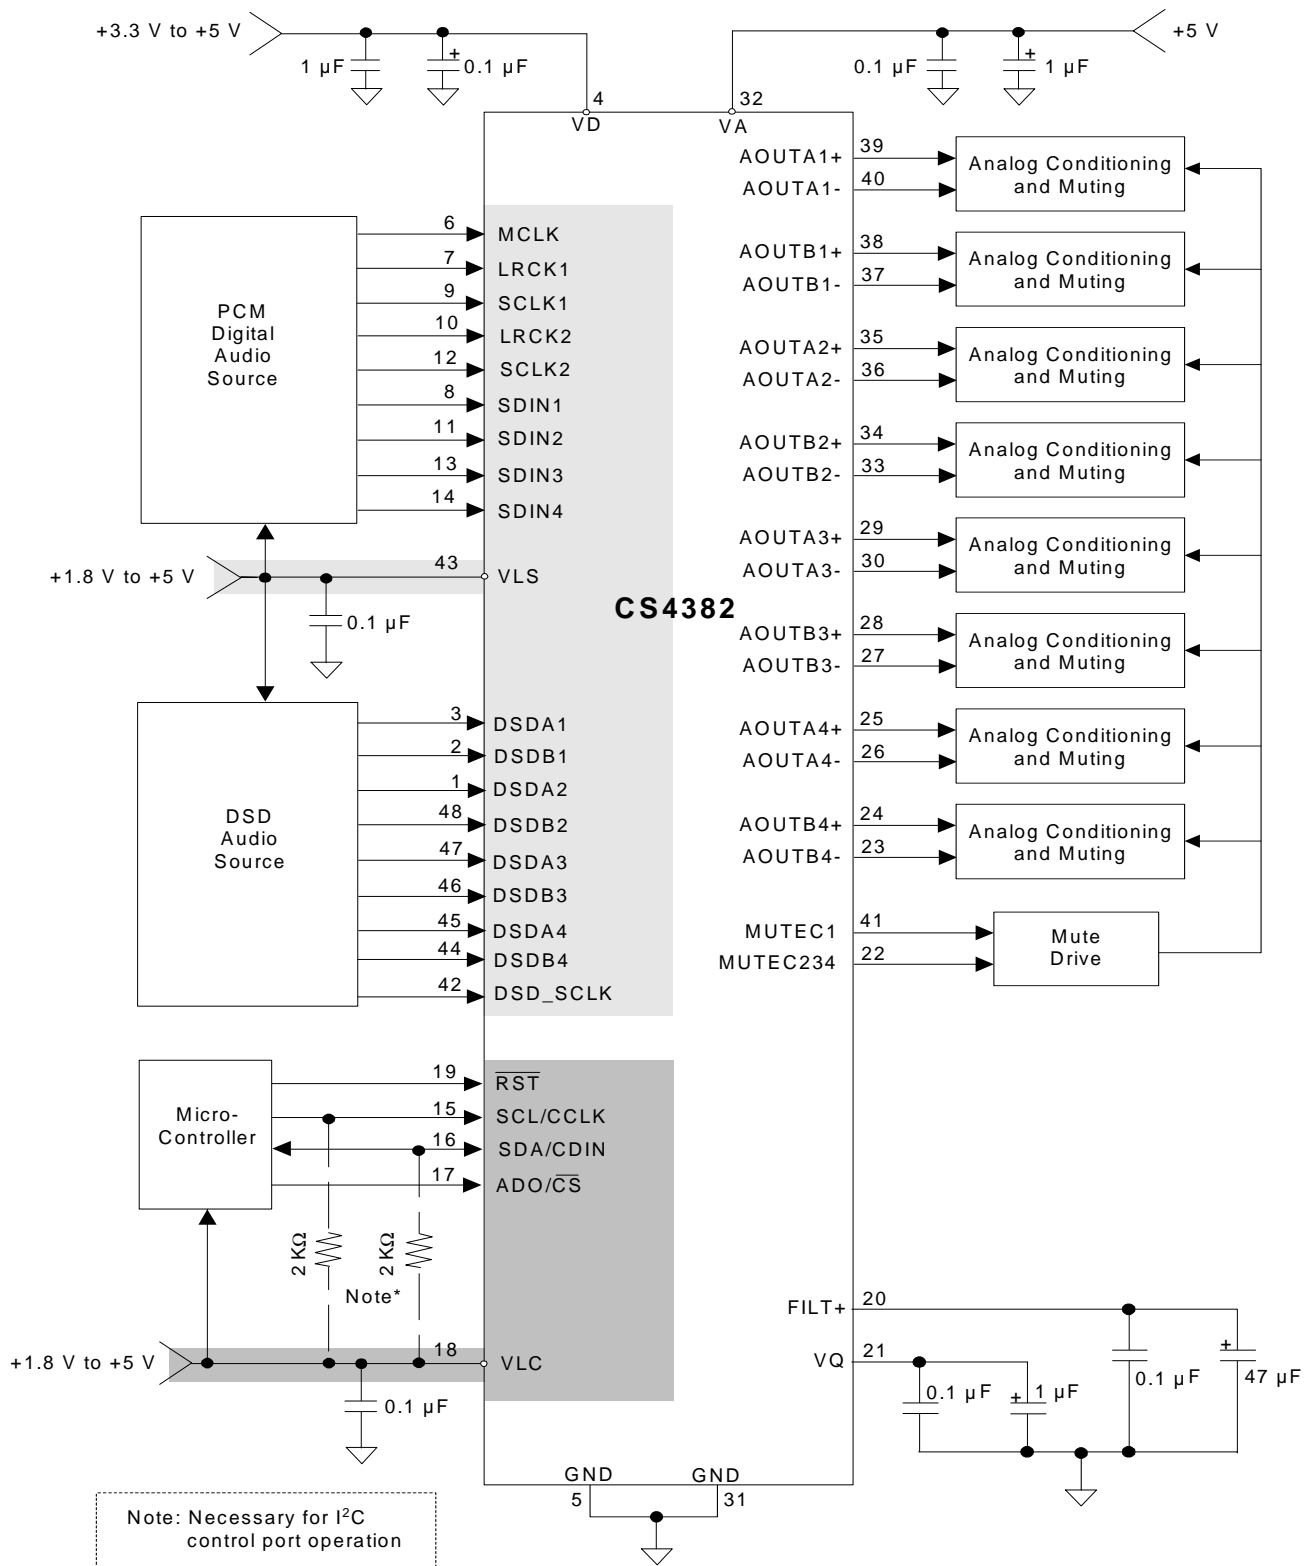 +3.3 V to +5 V
1 µF
+
0.1 µF
+5 V
0.1 µF
+
1 µF
4
VD
32
VA
PCM
Digital
Audio
Source
6
MCLK
7
LRCK1
9
SCLK1
10
LRCK2
12
SCLK2
8
SDIN1
11
SDIN2
13
SDIN3
14
SDIN4
+1.8 V to +5 V
43
VLS
0.1 µF
CS4382
DSD
Audio
Source
3
DSDA1
2
DSDB1
1
DSDA2
48
DSDB2
47
DSDA3
46
DSDB3
45
DSDA4
44
DSDB4
42
DSD_SCLK
Micro-
Controller
19
RST
15
SCL/CCLK
16
SDA/CDIN
17
ADO/CS
2 KΩ
2 KΩ
Note*
+1.8 V to +5 V
18
VLC
0.1 µF
AOUTA1+
39
AOUTA1-
40
Analog Conditioning
and Muting
AOUTB1+
38
AOUTB1-
37
Analog Conditioning
and Muting
AOUTA2+
35
AOUTA2-
36
Analog Conditioning
and Muting
AOUTB2+
34
AOUTB2-
33
Analog Conditioning
and Muting
AOUTA3+
29
AOUTA3-
30
Analog Conditioning
and Muting
AOUTB3+
28
AOUTB3-
27
Analog Conditioning
and Muting
AOUTA4+
25
AOUTA4-
26
Analog Conditioning
and Muting
AOUTB4+
24
AOUTB4-
23
Analog Conditioning
and Muting
MUTEC1
41
MUTEC234
22
Mute
Drive
FILT+
20
VQ
21
0.1 µF
+
1 µF
0.1 µF
+
47 µF
GND
5
GND
31
Note: Necessary for I²C
control port operation